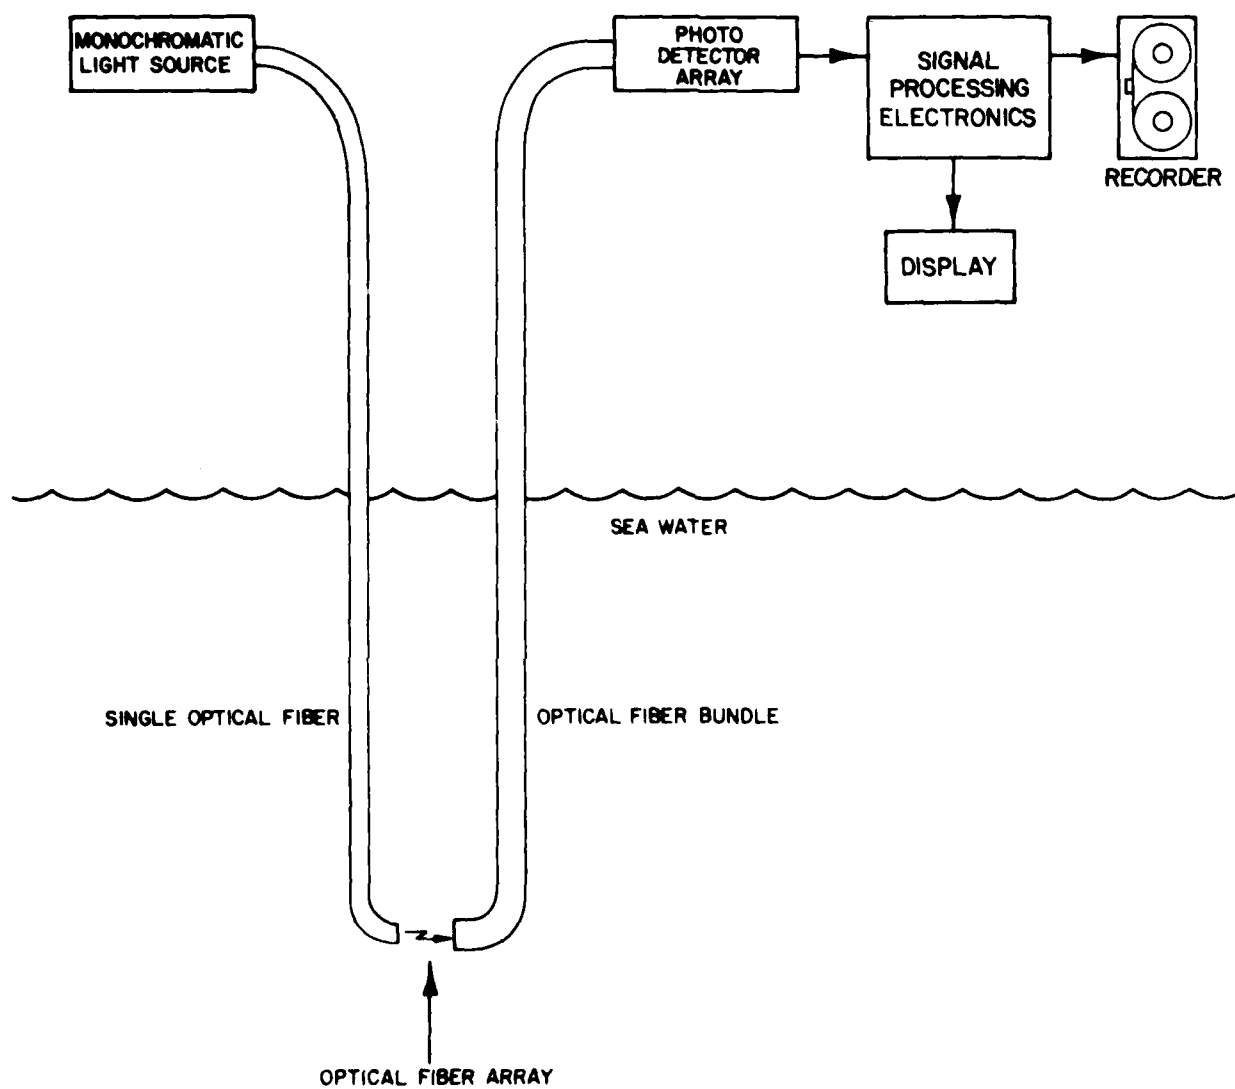 MONOCHROMATIC
LIGHT SOURCE
PHOTO
DETECTOR
ARRAY
SIGNAL
PROCESSING
ELECTRONICS
RECORDER
DISPLAY
SEA WATER
SINGLE OPTICAL FIBER
OPTICAL FIBER BUNDLE
OPTICAL FIBER ARRAY